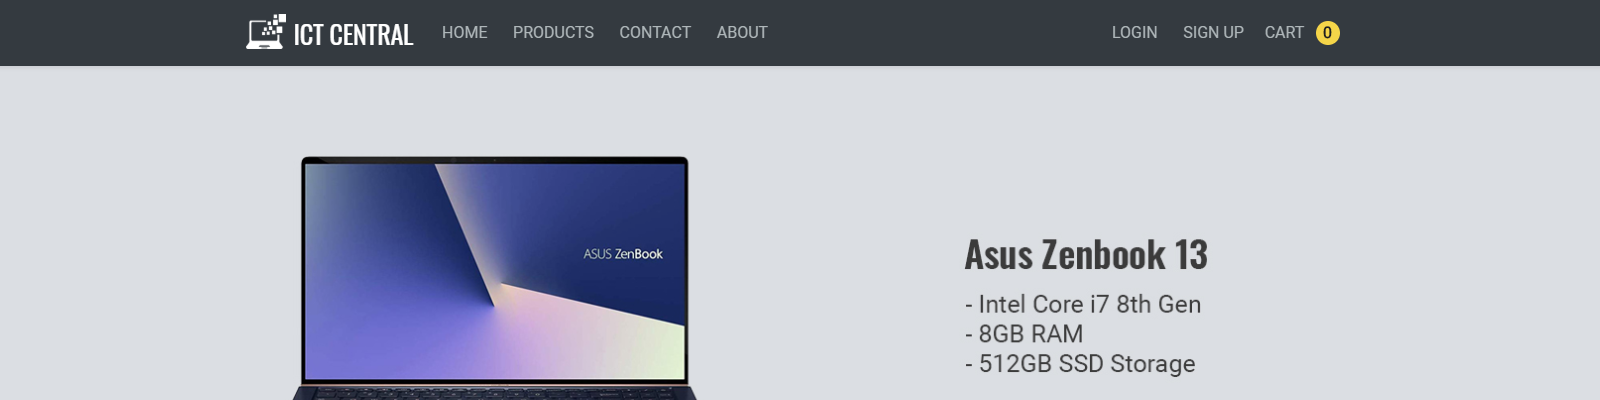 ICT CENTRAL HOME PRODUCTS CONTACT ABOUT LOGIN SIGN UP CART 0
ASUS ZenBook
Asus Zenbook 13
- Intel Core i7 8th Gen
- 8GB RAM
- 512GB SSD Storage